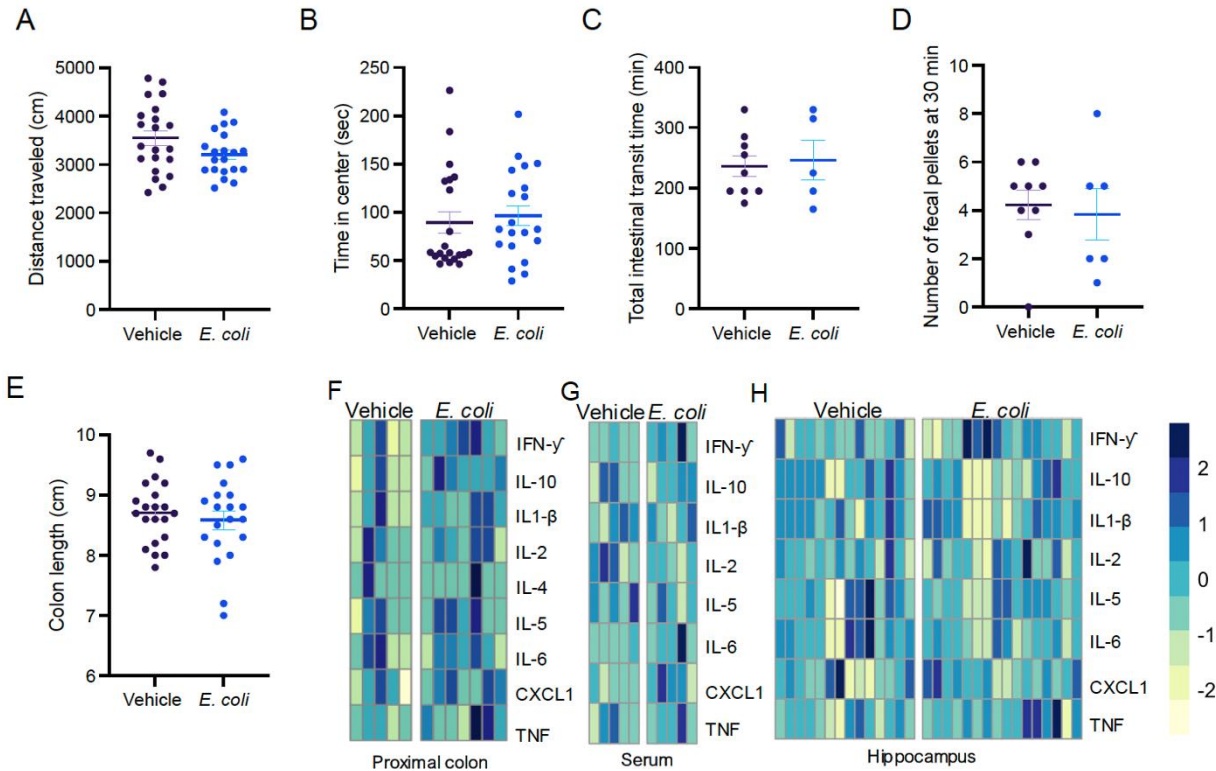 A
B
C
D
Distance traveled (cm)
5000
4000
3000
2000
1000
0
Vehicle
E. coli
Time in center (sec)
250
200
150
100
50
0
Vehicle
E. coli
Total intestinal transit time (min)
400
300
200
100
0
Vehicle
E. coli
Number of fecal pellets at 30 min
10
8
6
4
2
0
Vehicle
E. coli
E
Colon length (cm)
10
9
8
7
6
Vehicle
E. coli
F
Vehicle
E. coli
IFN-γ
IL-10
IL1-β
IL-2
IL-4
IL-5
IL-6
CXCL1
TNF
Proximal colon
G
Vehicle
E. coli
IFN-γ
IL-10
IL1-β
IL-2
IL-5
IL-6
CXCL1
TNF
Serum
H
Vehicle
E. coli
IFN-γ
IL-10
IL1-β
IL-2
IL-5
IL-6
CXCL1
TNF
Hippocampus
2
1
0
-1
-2